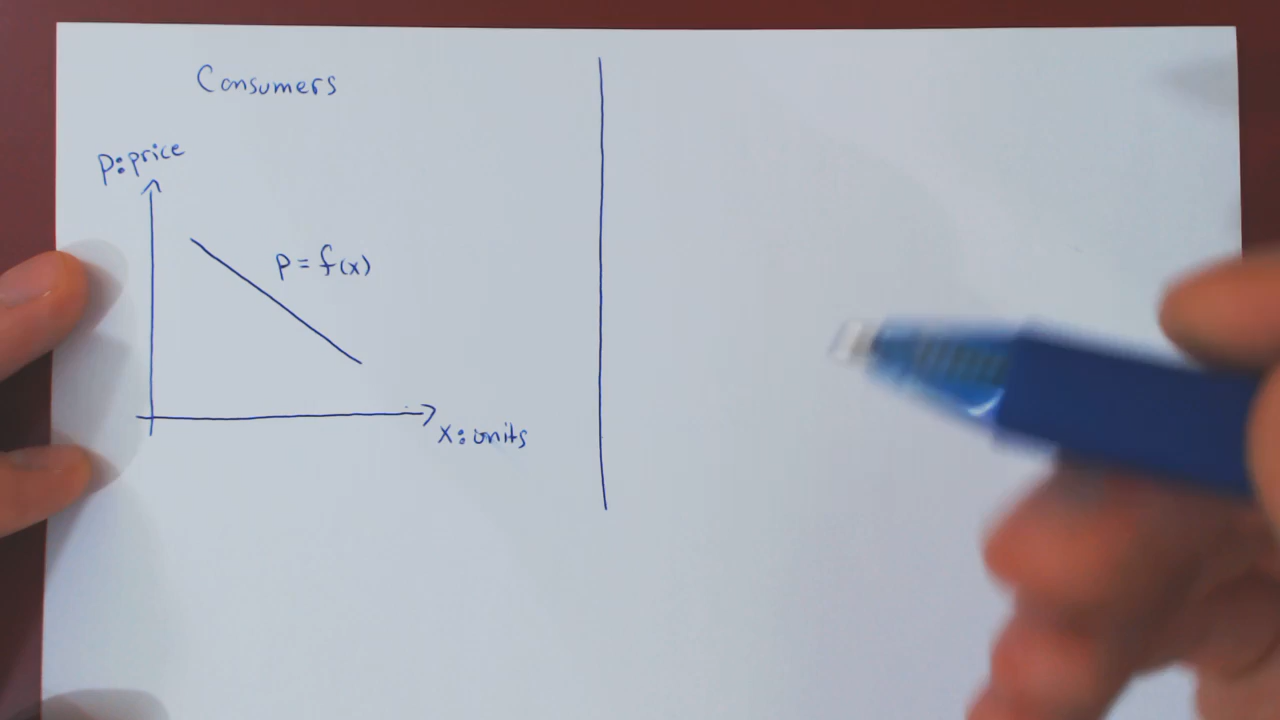 Consumers
p:price
p = f(x)
x: units